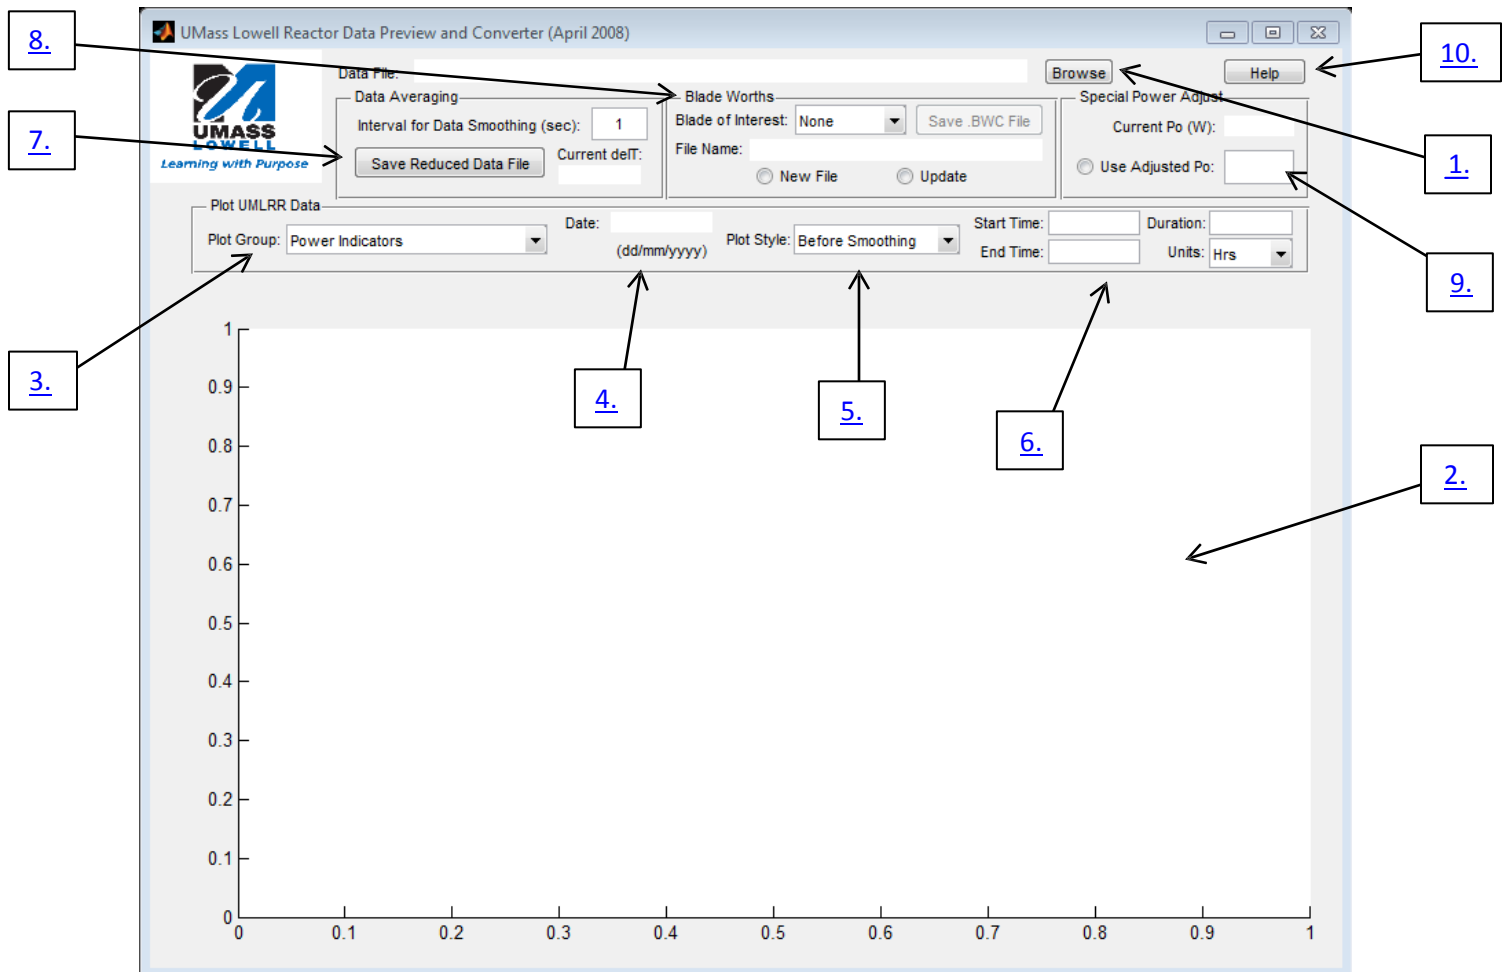 8.
UMass Lowell Reactor Data Preview and Converter (April 2008)
10.
Data File:
Browse
Help
UMASS
LOWELL
Learning with Purpose
7.
Data Averaging
Interval for Data Smoothing (sec): 1
Save Reduced Data File
Current delT:
Blade Worths
Blade of Interest: None
Save .BWC File
File Name:
New File
Update
Special Power Adjust
Current Po (W):
Use Adjusted Po:
1.
Plot UMLRR Data
Plot Group: Power Indicators
Date:
(dd/mm/yyyy)
Plot Style: Before Smoothing
Start Time:
End Time:
Duration:
Units: Hrs
9.
3.
4.
5.
6.
2.
1
0.9
0.8
0.7
0.6
0.5
0.4
0.3
0.2
0.1
0
0 0.1 0.2 0.3 0.4 0.5 0.6 0.7 0.8 0.9 1